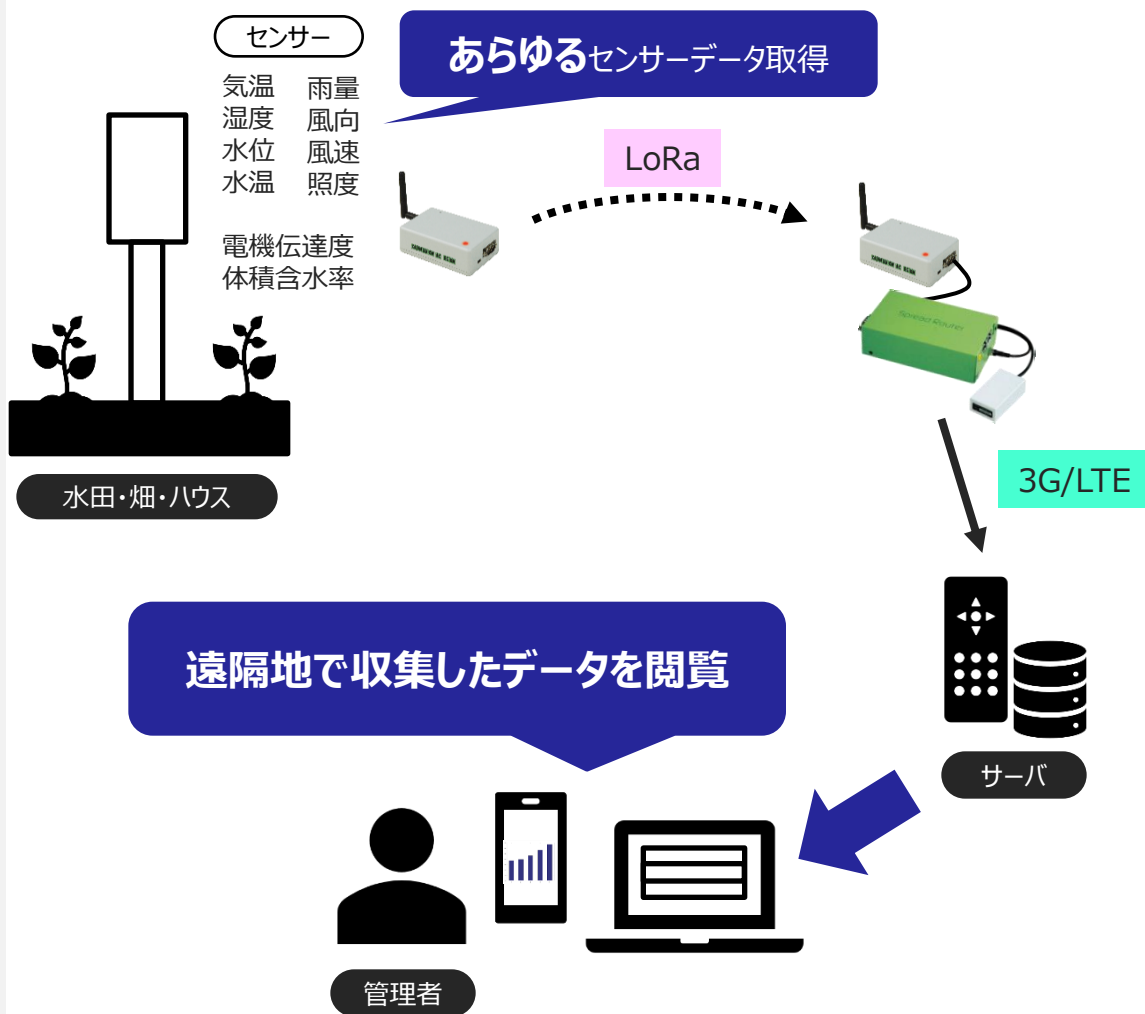 センサー
あらゆるセンサーデータ取得
気温 雨量
湿度 風向
水位 風速
水温 照度
電機伝達度
体積含水率
LoRa
Spread Router
水田・畑・ハウス
3G/LTE
遠隔地で収集したデータを閲覧
サーバ
管理者